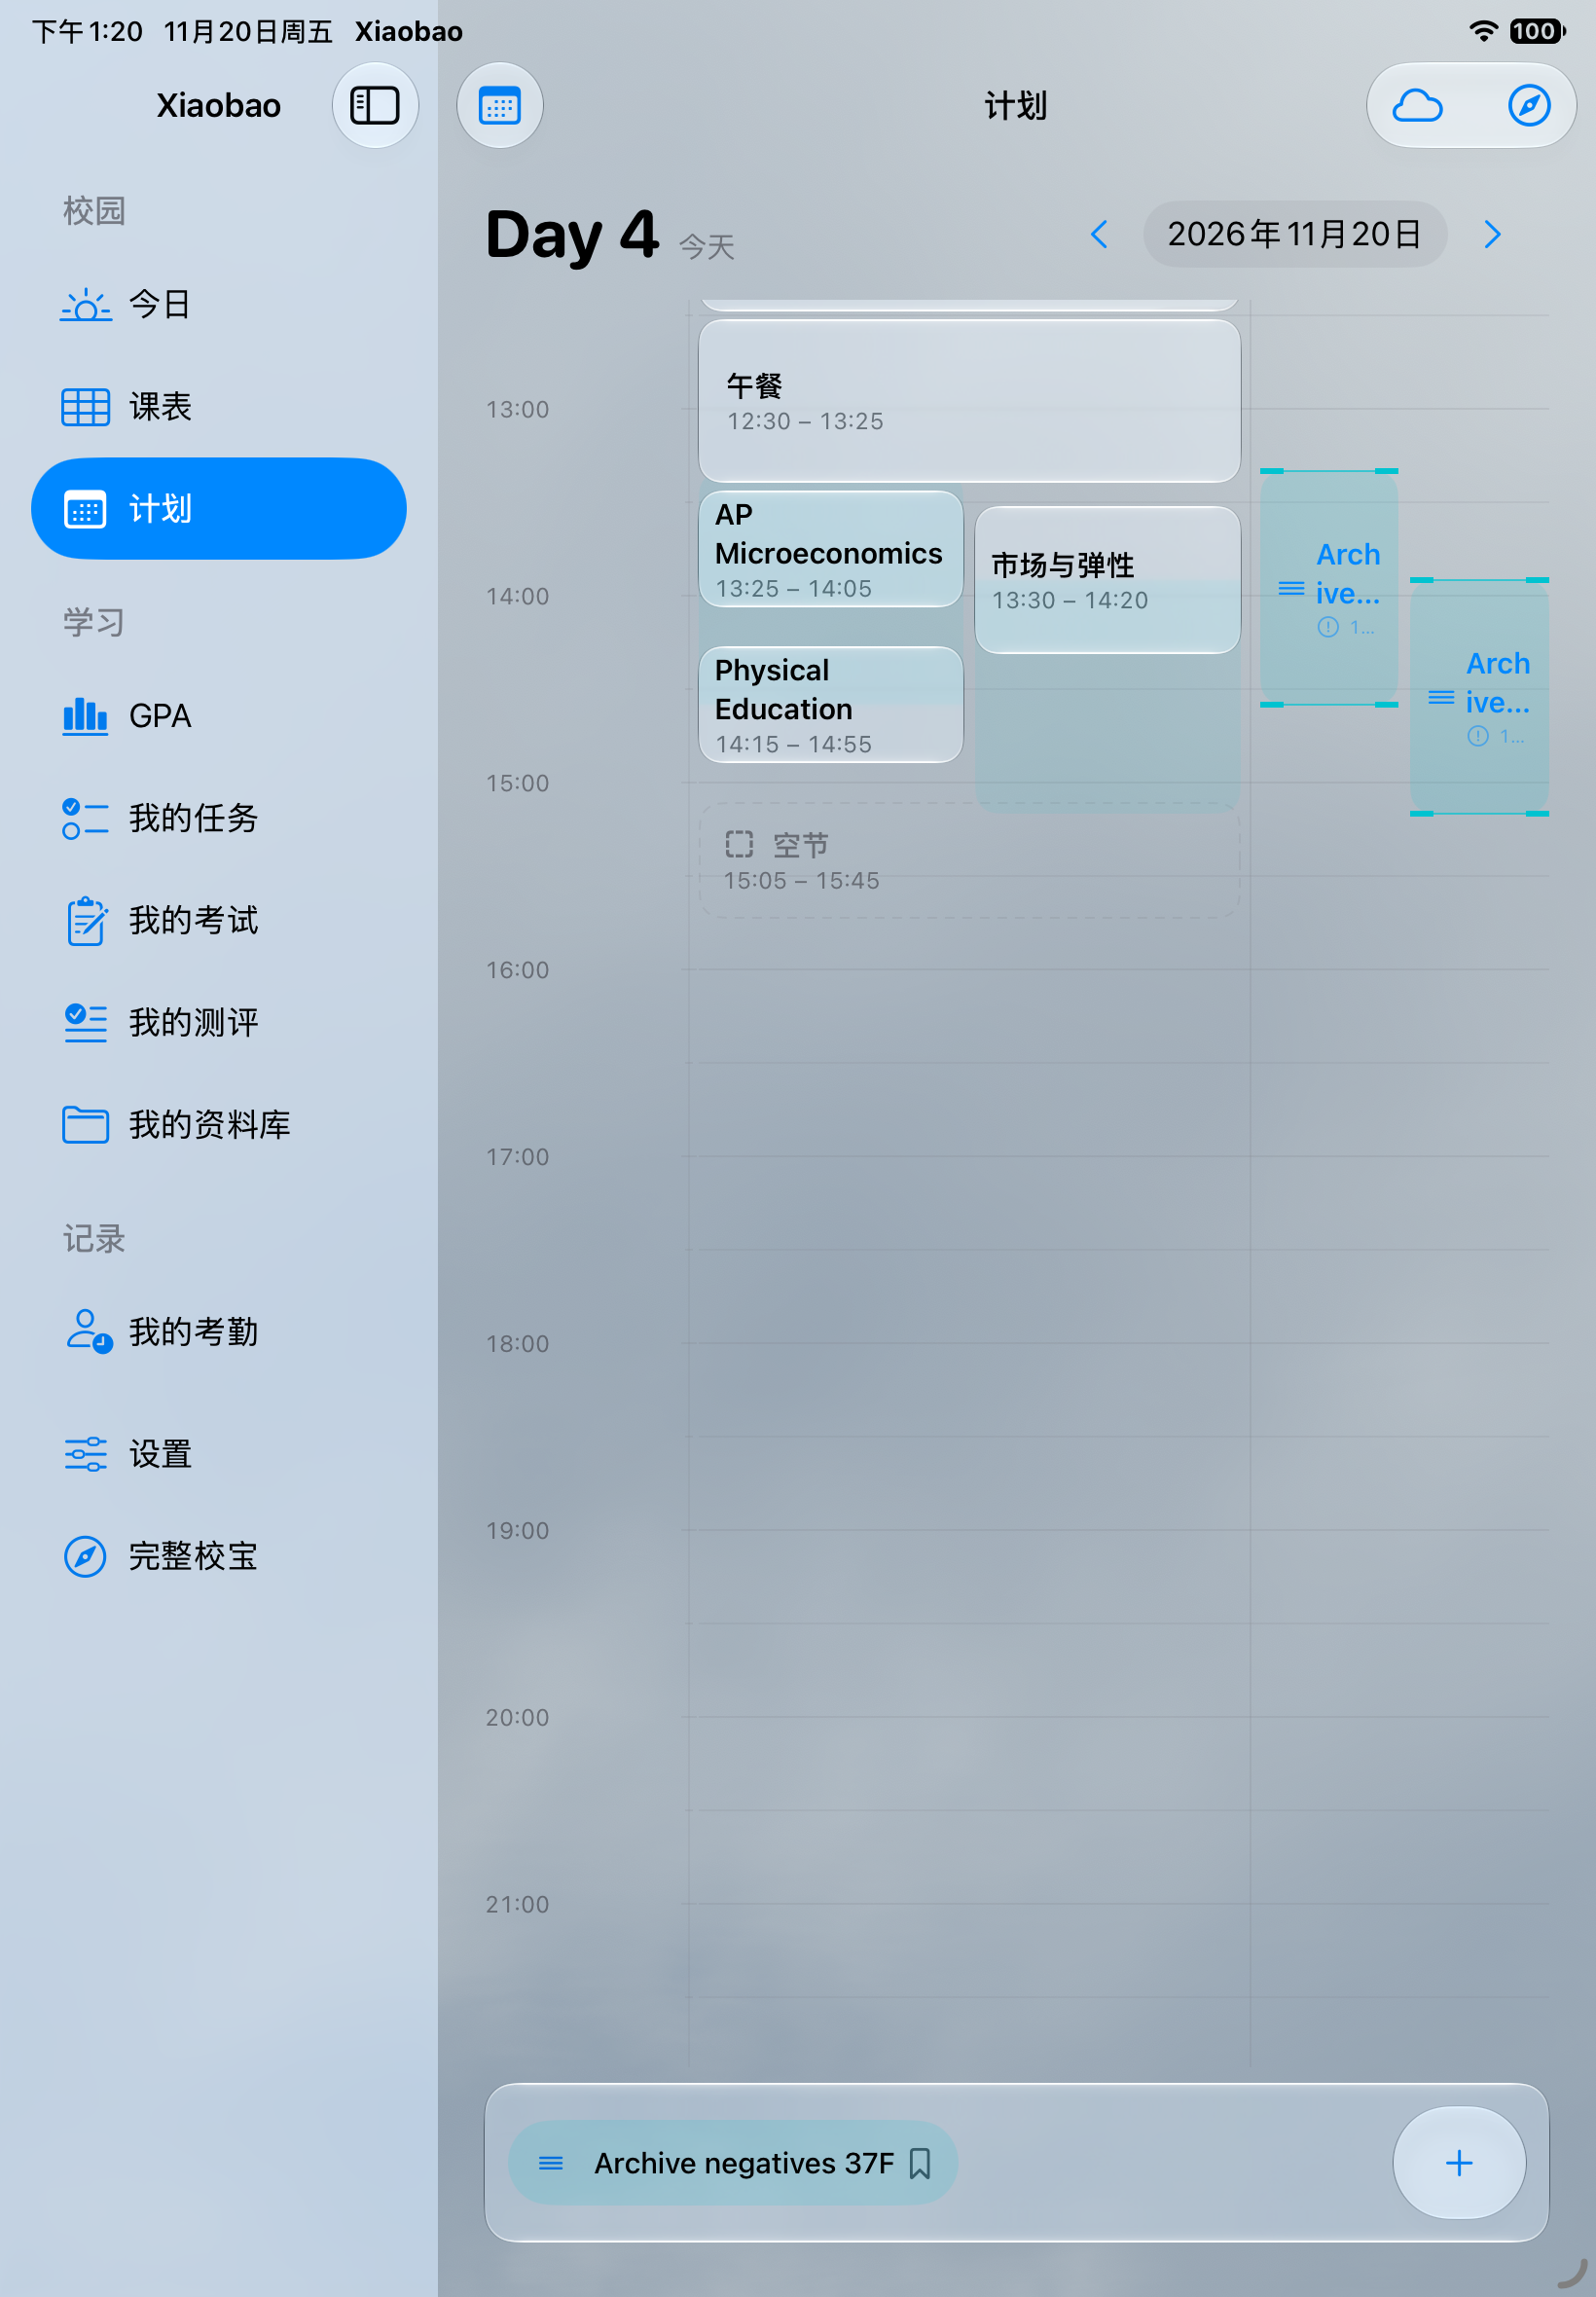 下午1:20 11月20日周五 Xiaobao
100
Xiaobao
计划
校园
今日
课表
计划
学习
GPA
我的任务
我的考试
我的测评
我的资料库
记录
我的考勤
设置
完整校宝
Day 4 今天
2026年11月20日
13:00
14:00
15:00
16:00
17:00
18:00
19:00
20:00
21:00
午餐
12:30 – 13:25
AP
Microeconomics
13:25 – 14:05
市场与弹性
13:30 – 14:20
Physical
Education
14:15 – 14:55
空节
15:05 – 15:45
Arch
ive...
1...
Arch
ive...
1...
Archive negatives 37F